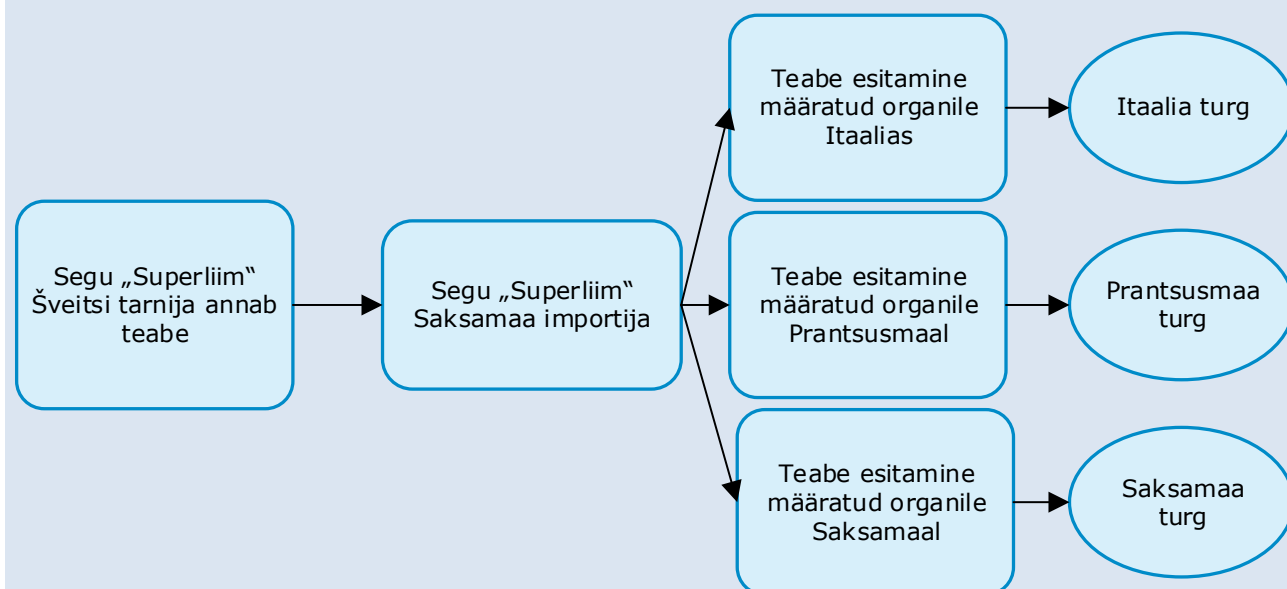 Segu „Superliim“
Šveitsi tarnija annab
teabe
Segu „Superliim“
Saksamaa importija
Teabe esitamine
määratud organile
Itaalias
Itaalia turg
Teabe esitamine
määratud organile
Prantsusmaal
Prantsusmaa
turg
Teabe esitamine
määratud organile
Saksamaal
Saksamaa
turg